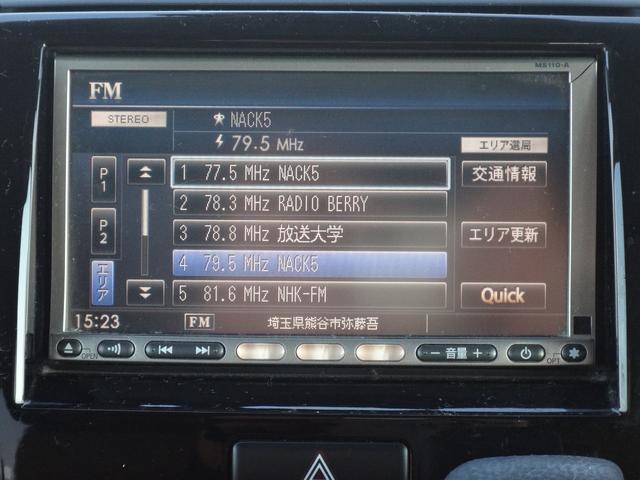 MS110-A
FM
STEREO
NACK5
79.5 MHz
エリア選局
P1
1 77.5 MHz NACK5
交通情報
2 78.3 MHz RADIO BERRY
P2
3 78.8 MHz 放送大学
エリア更新
エリア
4 79.5 MHz NACK5
5 81.6 MHz NHK-FM
Quick
15:23
FM
埼玉県熊谷市弥藤吾
OPEN
− 音量 +
OPT